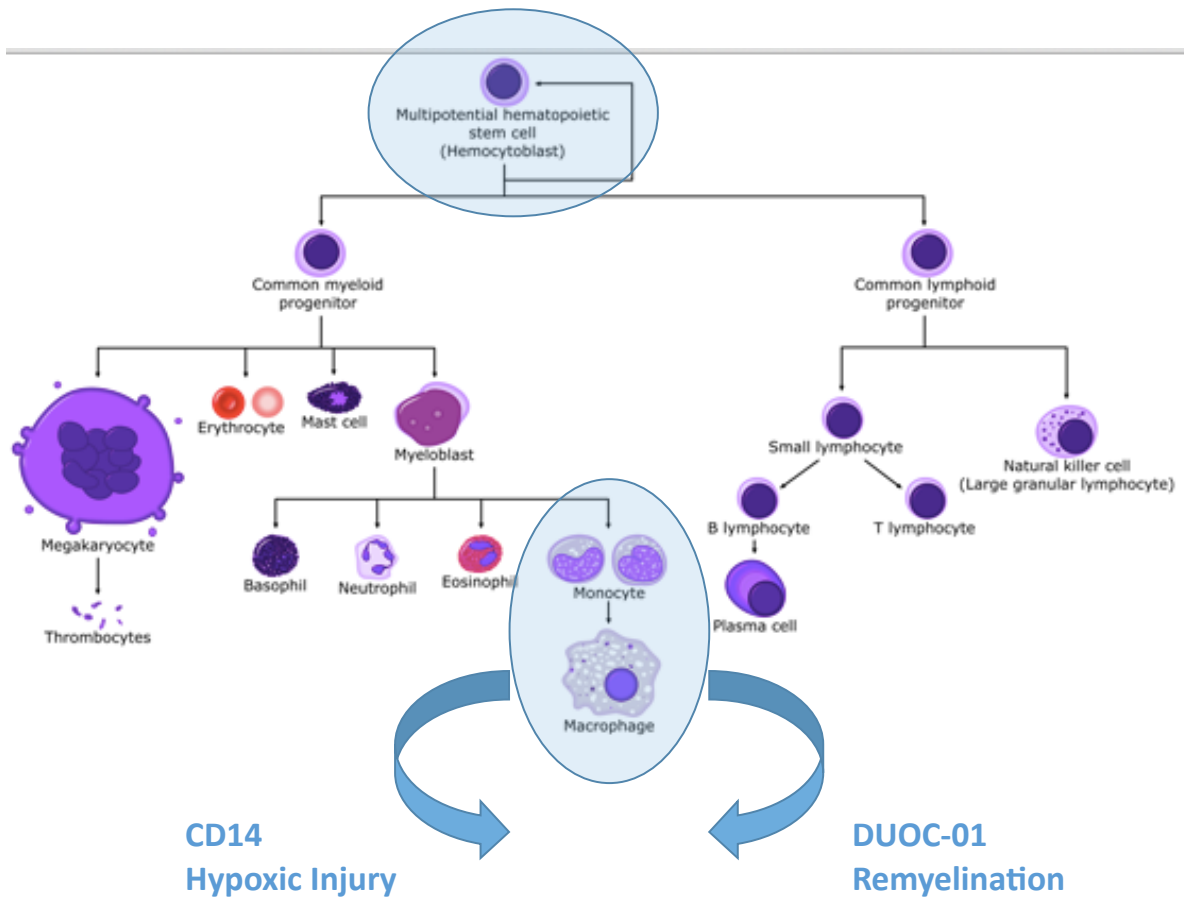 Multipotential hematopoietic
stem cell
(Hemocytoblast)
Common myeloid
progenitor
Common lymphoid
progenitor
Erythrocyte
Mast cell
Myeloblast
Small lymphocyte
Natural killer cell
(Large granular lymphocyte)
Megakaryocyte
B lymphocyte
T lymphocyte
Basophil
Neutrophil
Eosinophil
Monocyte
Thrombocytes
Plasma cell
Macrophage
CD14
Hypoxic Injury
DUOC-01
Remyelination